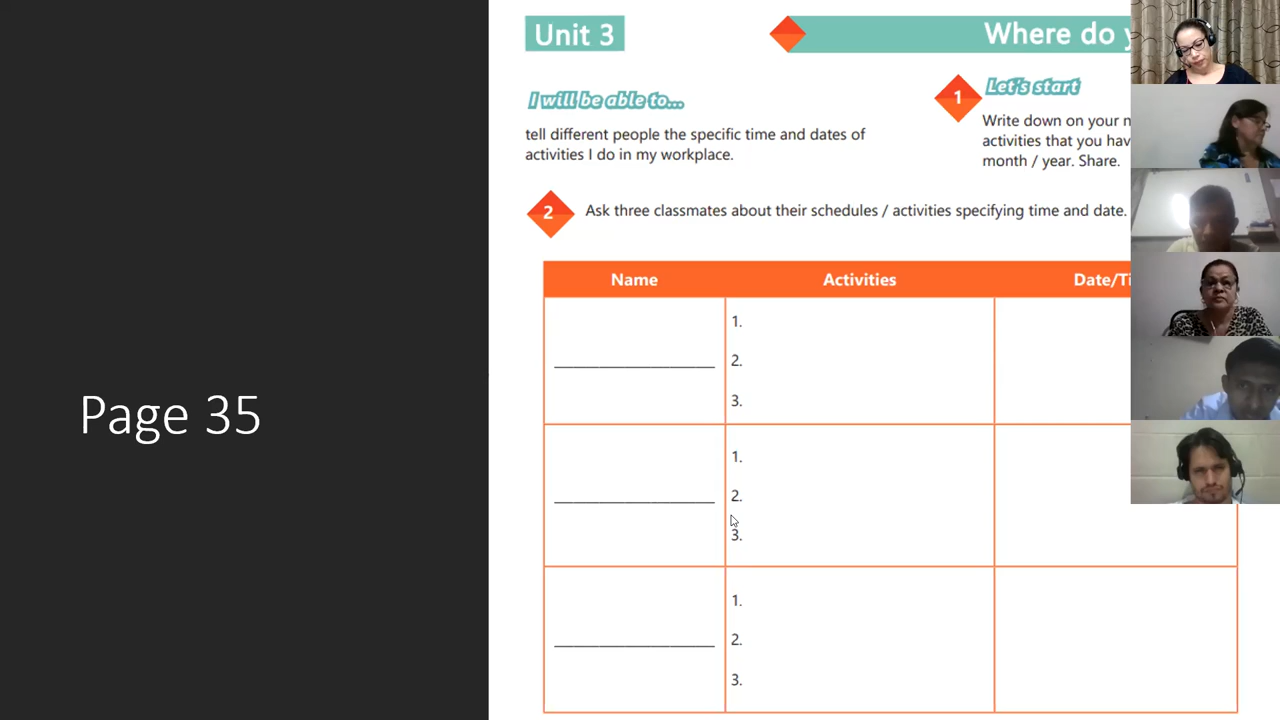 Page 35
Unit 3
Where do
I will be able to...
tell different people the specific time and dates of
activities I do in my workplace.
1
Let's start
Write down on your
activities that you
month / year. Share.
2
Ask three classmates about their schedules / activities specifying time and date.
Name
Activities
1.
2.
3.
1.
2.
3.
1.
2.
3.